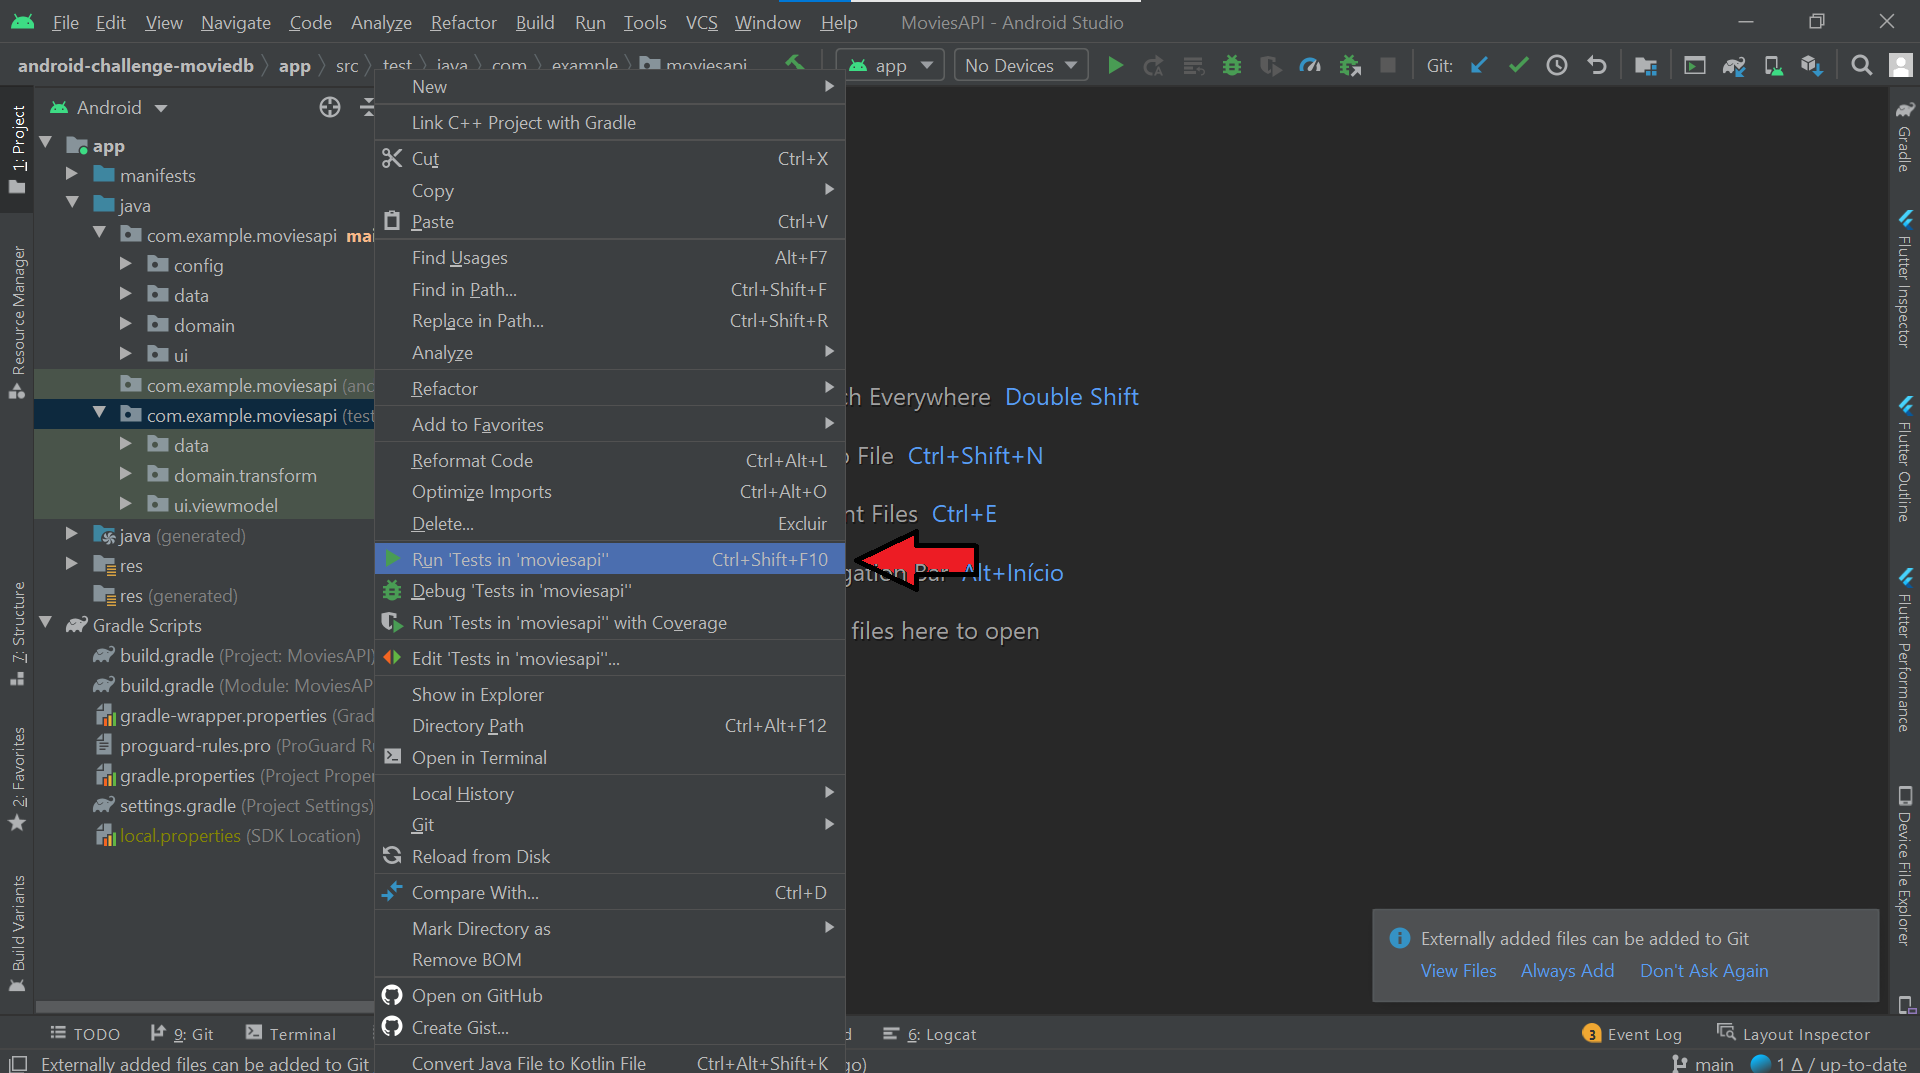 File Edit View Navigate Code Analyze Refactor Build Run Tools VCS Window Help MoviesAPI - Android Studio
android-challenge-moviedb app src test java com example moviesapi app No Devices Git:
Android
app
manifests
java
com.example.moviesapi mai
config
data
domain
ui
com.example.moviesapi (and
com.example.moviesapi (test
data
domain.transform
ui.viewmodel
java (generated)
res
res (generated)
Gradle Scripts
build.gradle (Project: MoviesAPI)
build.gradle (Module: MoviesAP
gradle-wrapper.properties (Grad
proguard-rules.pro (ProGuard Ru
gradle.properties (Project Proper
settings.gradle (Project Settings)
local.properties (SDK Location)
1: Project
Resource Manager
7: Structure
2: Favorites
Build Variants
New
Link C++ Project with Gradle
Cut Ctrl+X
Copy
Paste Ctrl+V
Find Usages Alt+F7
Find in Path... Ctrl+Shift+F
Replace in Path... Ctrl+Shift+R
Analyze
Refactor
Add to Favorites
Reformat Code Ctrl+Alt+L
Optimize Imports Ctrl+Alt+O
Delete... Excluir
Run 'Tests in 'moviesapi'' Ctrl+Shift+F10
Debug 'Tests in 'moviesapi''
Run 'Tests in 'moviesapi'' with Coverage
Edit 'Tests in 'moviesapi''...
Show in Explorer
Directory Path Ctrl+Alt+F12
Open in Terminal
Local History
Git
Reload from Disk
Compare With... Ctrl+D
Mark Directory as
Remove BOM
Open on GitHub
Create Gist...
Convert Java File to Kotlin File Ctrl+Alt+Shift+K
ch Everywhere Double Shift
o File Ctrl+Shift+N
nt Files Ctrl+E
gation Bar Alt+Início
files here to open
Gradle
Flutter Inspector
Flutter Outline
Flutter Performance
Device File Explorer
Externally added files can be added to Git
View Files Always Add Don't Ask Again
TODO 9: Git Terminal d 6: Logcat 3 Event Log Layout Inspector
Externally added files can be added to Git go) main 1 Δ / up-to-date